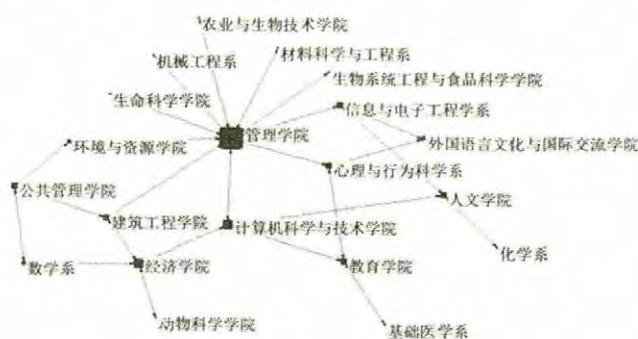 农业与生物技术学院
机械工程系
材料科学与工程系
生物系统工程与食品科学学院
生命科学学院
信息与电子工程学系
管理学院
环境与资源学院
外国语言文化与国际交流学院
心理与行为科学系
公共管理学院
人文学院
建筑工程学院
计算机科学与技术学院
化学系
数学系
经济学院
教育学院
动物科学学院
基础医学系